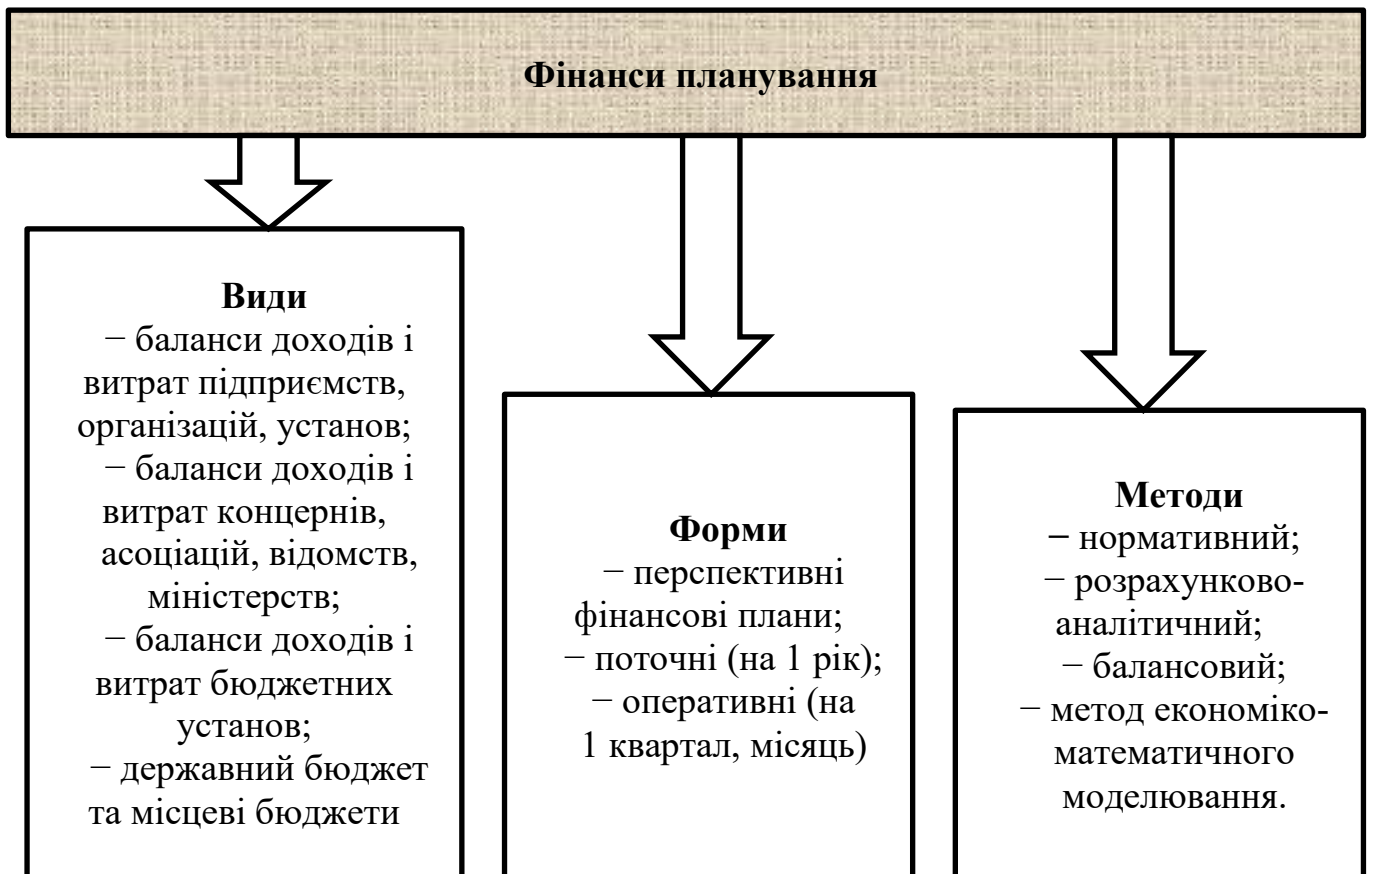 Фінанси планування
Види
− баланси доходів і
витрат підприємств,
організацій, установ;
− баланси доходів і
витрат концернів,
асоціацій, відомств,
міністерств;
− баланси доходів і
витрат бюджетних
установ;
− державний бюджет
та місцеві бюджети
Форми
− перспективні
фінансові плани;
− поточні (на 1 рік);
− оперативні (на
1 квартал, місяць)
Методи
− нормативний;
− розрахунково-
аналітичний;
− балансовий;
− метод економіко-
математичного
моделювання.